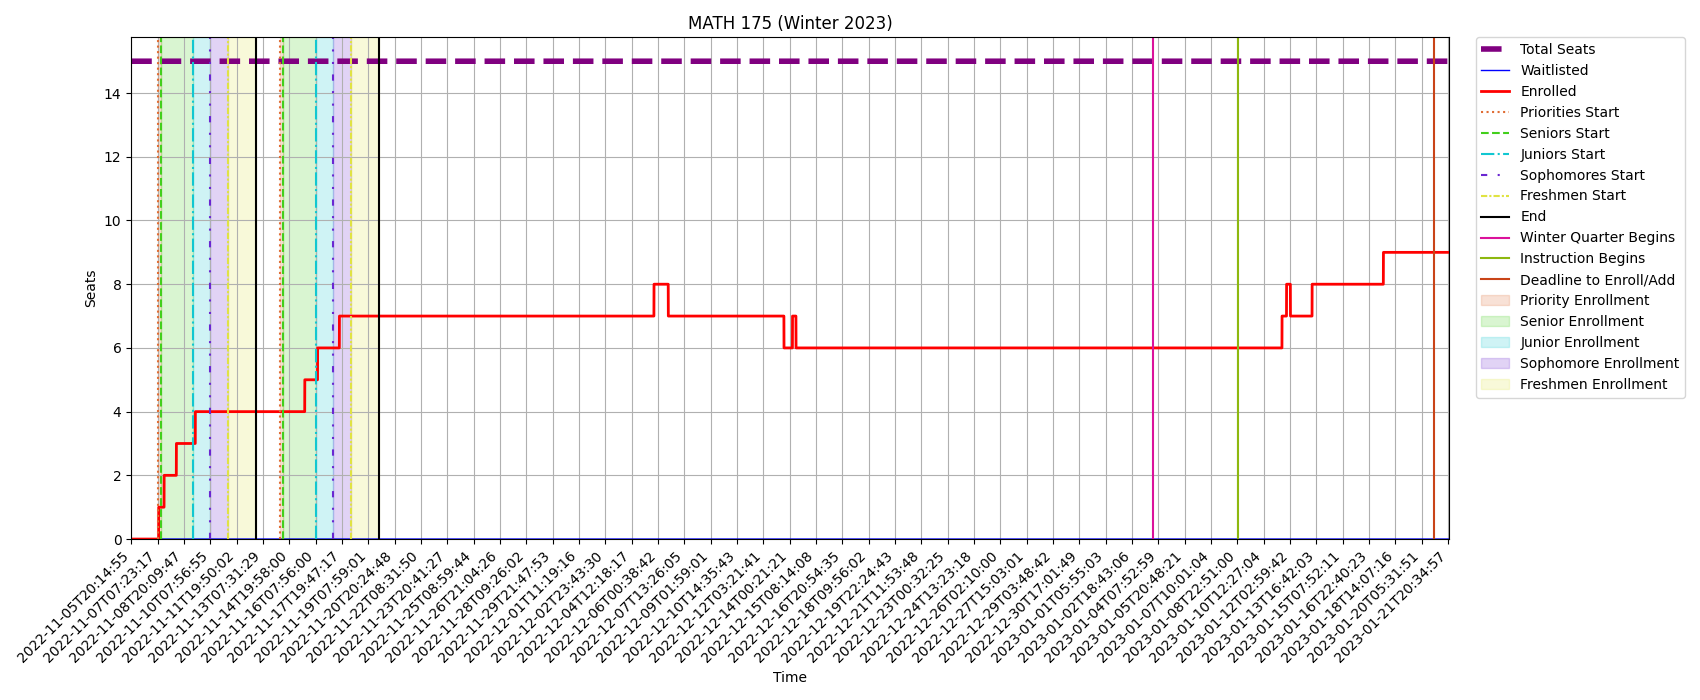 MATH 175 (Winter 2023)
Seats
14
12
10
8
6
4
2
0
2022-11-05T20:14:55
2022-11-07T07:23:17
2022-11-08T20:09:47
2022-11-10T07:56:55
2022-11-11T19:50:02
2022-11-13T07:31:29
2022-11-14T19:58:00
2022-11-16T07:56:00
2022-11-17T19:47:17
2022-11-19T07:59:01
2022-11-20T20:24:48
2022-11-22T08:31:50
2022-11-23T20:41:27
2022-11-25T08:59:44
2022-11-26T21:04:26
2022-11-28T09:26:02
2022-11-29T21:47:53
2022-12-01T11:19:16
2022-12-02T23:43:30
2022-12-04T12:18:17
2022-12-06T00:38:42
2022-12-07T13:26:05
2022-12-09T01:59:01
2022-12-10T14:35:43
2022-12-12T03:21:41
2022-12-14T00:21:21
2022-12-15T08:14:08
2022-12-16T20:54:35
2022-12-18T09:56:02
2022-12-19T22:24:43
2022-12-21T11:53:48
2022-12-23T00:32:25
2022-12-24T13:23:18
2022-12-26T02:10:00
2022-12-27T15:03:01
2022-12-29T03:48:42
2022-12-30T17:01:49
2023-01-01T05:55:03
2023-01-02T18:43:06
2023-01-04T07:52:59
2023-01-05T20:48:21
2023-01-07T10:01:04
2023-01-08T22:51:00
2023-01-10T12:27:04
2023-01-12T02:59:42
2023-01-13T16:42:03
2023-01-15T07:52:11
2023-01-16T22:40:23
2023-01-18T14:07:16
2023-01-20T05:31:51
2023-01-21T20:34:57
Time
Total Seats
Waitlisted
Enrolled
Priorities Start
Seniors Start
Juniors Start
Sophomores Start
Freshmen Start
End
Winter Quarter Begins
Instruction Begins
Deadline to Enroll/Add
Priority Enrollment
Senior Enrollment
Junior Enrollment
Sophomore Enrollment
Freshmen Enrollment